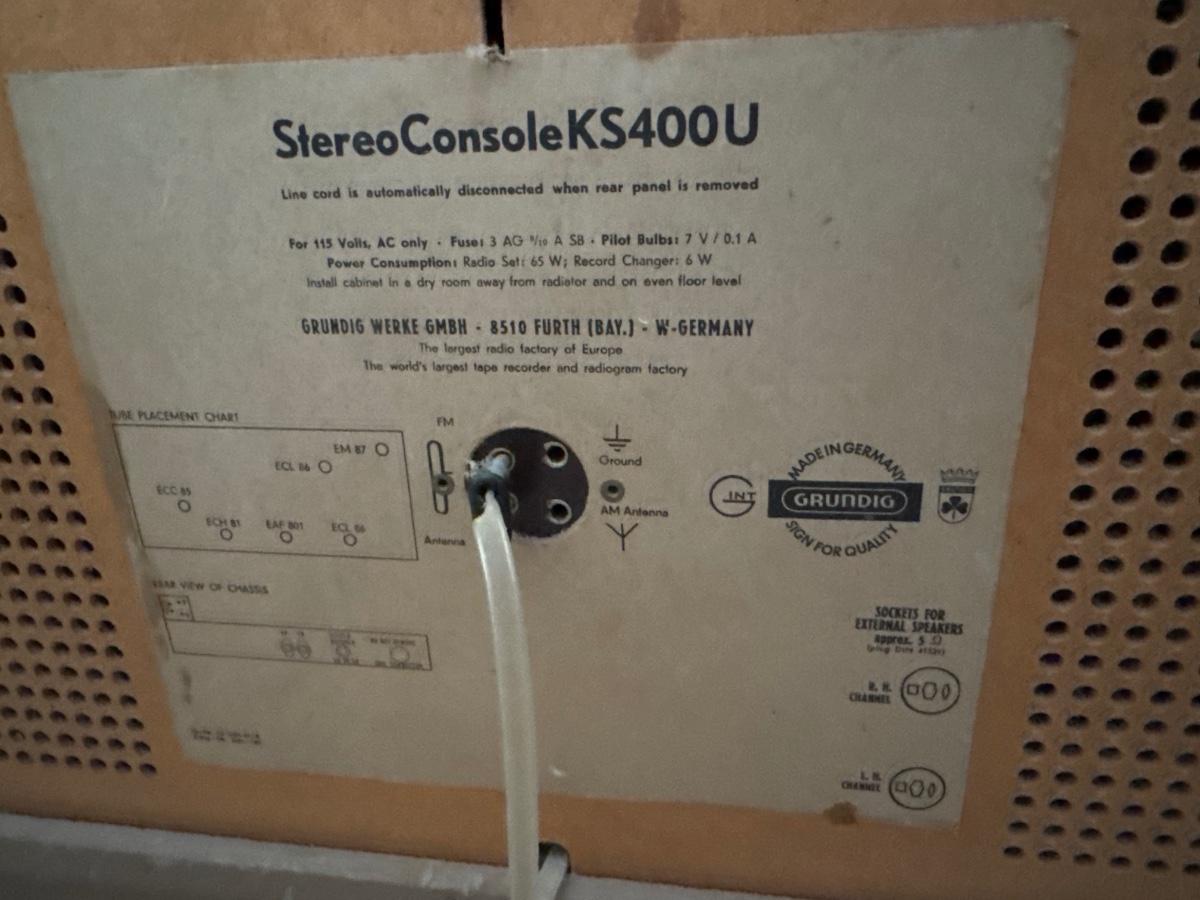 StereoConsole KS400U
Line cord is automatically disconnected when rear panel is removed
For 115 Volts, AC only - Fuse: 3 AG 8/10 A SB - Pilot Bulbs: 7 V / 0.1 A
Power Consumption: Radio Set: 65 W; Record Changer: 6 W
Install cabinet in a dry room away from radiator and on even floor level
GRUNDIG WERKE GMBH - 8510 FURTH (BAY.) - W-GERMANY
The largest radio factory of Europe
The world's largest tape recorder and radiogram factory
TUBE PLACEMENT CHART
EM 87
ECL 86
ECC 85
ECH 81
EAF 801
ECL 86
FM
Antenna
Ground
AM Antenna
INT
MADE IN GERMANY
GRUNDIG
SIGN FOR QUALITY
REAR VIEW OF CHASSIS
SOCKETS FOR
EXTERNAL SPEAKERS
approx. 5 Ω
R. H.
CHANNEL
L. H.
CHANNEL